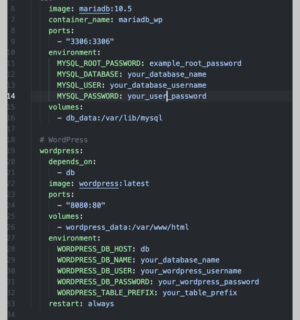 image: mariadb:10.5
container_name: mariadb_wp
ports:
- "3306:3306"
environment:
MYSQL_ROOT_PASSWORD: example_root_password
MYSQL_DATABASE: your_database_name
MYSQL_USER: your_database_username
14 MYSQL_PASSWORD: your_user_password
volumes:
- db_data:/var/lib/mysql
# WordPress
wordpress:
depends_on:
- db
image: wordpress:latest
ports:
- "8080:80"
volumes:
- wordpress_data:/var/www/html
environment:
WORDPRESS_DB_HOST: db
WORDPRESS_DB_NAME: your_database_name
WORDPRESS_DB_USER: your_wordpress_username
WORDPRESS_DB_PASSWORD: your_wordpress_password
WORDPRESS_TABLE_PREFIX: your_table_prefix
restart: always